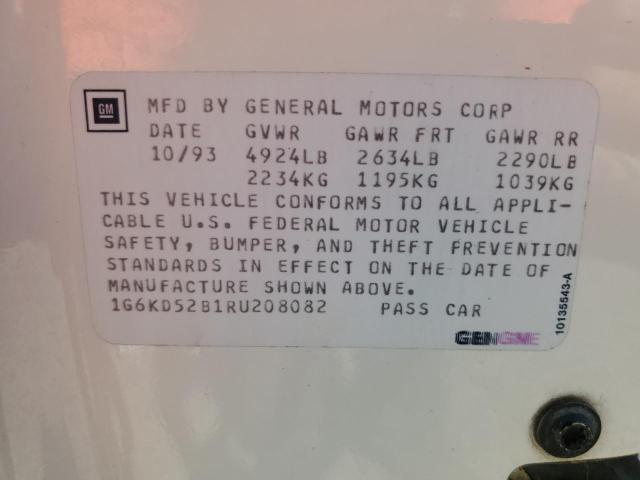 GM MFD BY GENERAL MOTORS CORP
DATE GVWR GAWR FRT GAWR RR
10/93 4924LB 2634LB 2290LB
2234KG 1195KG 1039KG
THIS VEHICLE CONFORMS TO ALL APPLI-
CABLE U.S. FEDERAL MOTOR VEHICLE
SAFETY, BUMPER, AND THEFT PREVENTION
STANDARDS IN EFFECT ON THE DATE OF
MANUFACTURE SHOWN ABOVE.
1G6KD52B1RU208082 PASS CAR
10135543-A